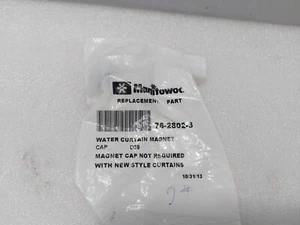 Manitowoc
REPLACEMENT PART
76-2802-3
WATER CURTAIN MAGNET
CAP 008
MAGNET CAP NOT REQUIRED
WITH NEW STYLE CURTAINS
10/31/13